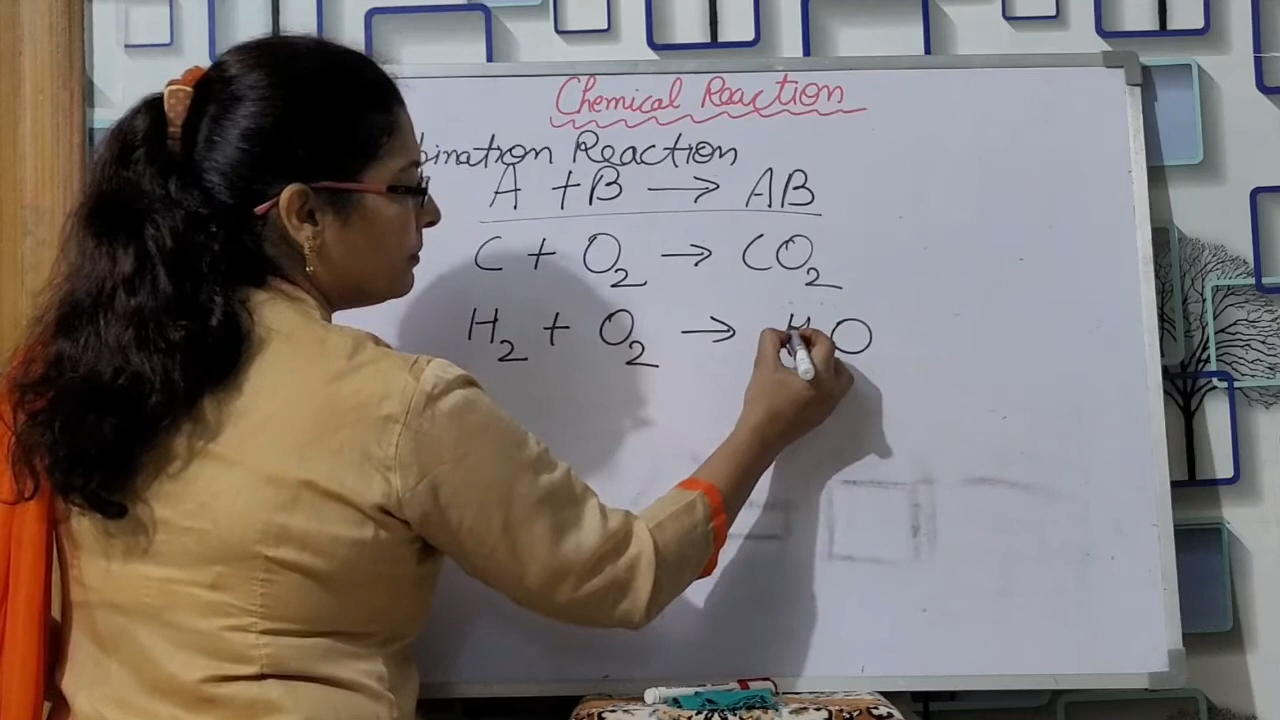 Chemical Reaction
bination Reaction
A + B → AB
C + O₂ → CO₂
H₂ + O₂ → H O